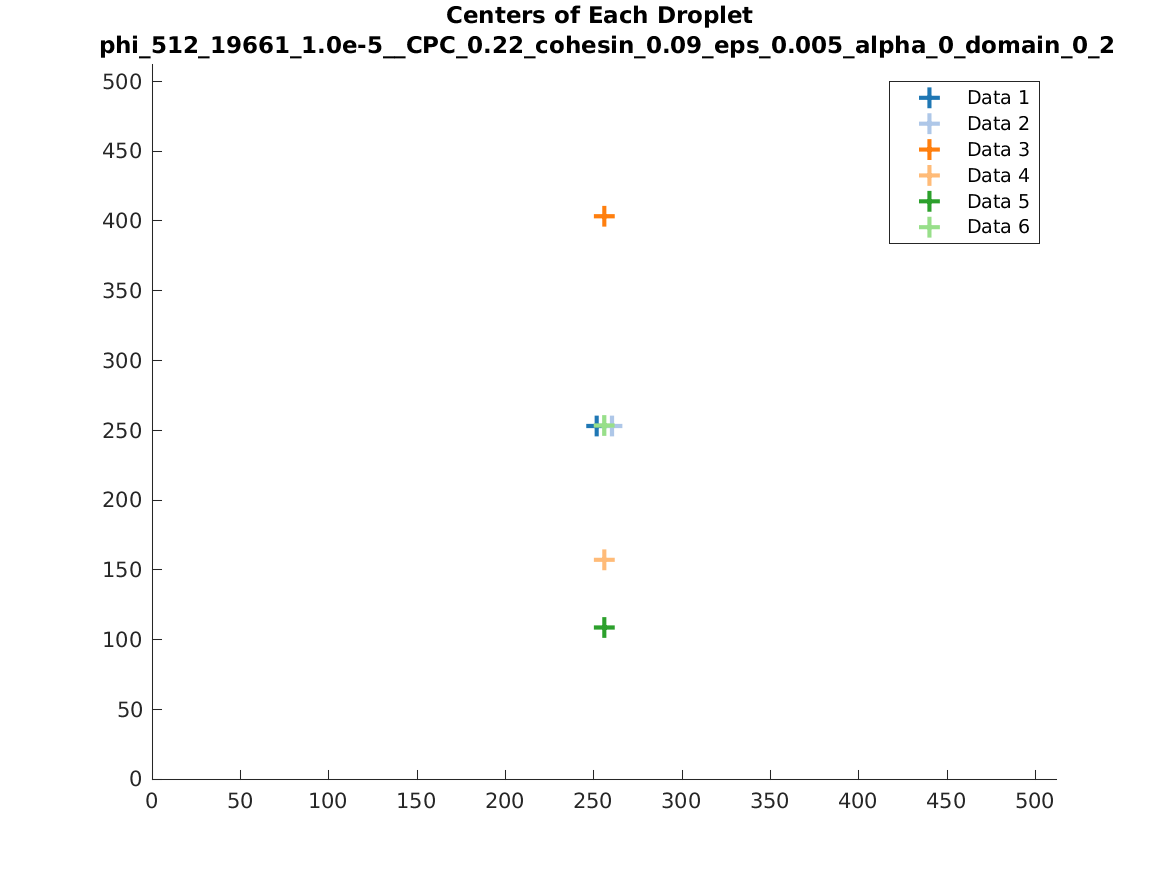 Centers of Each Droplet
phi_512_19661_1.0e-5__CPC_0.22_cohesin_0.09_eps_0.005_alpha_0_domain_0_2
500
450
400
350
300
250
200
150
100
50
0
0 50 100 150 200 250 300 350 400 450 500
Data 1
Data 2
Data 3
Data 4
Data 5
Data 6